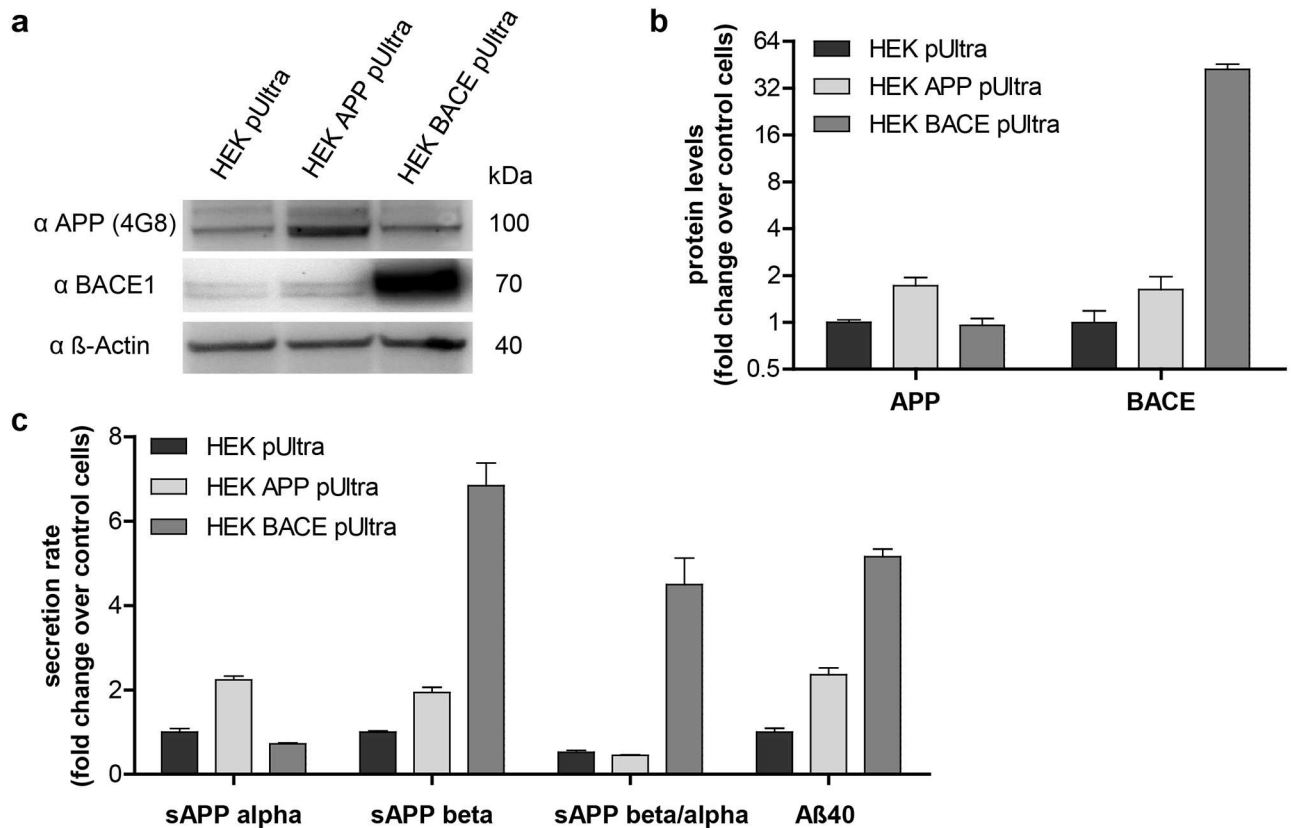 a
HEK pUltra
HEK APP pUltra
HEK BACE pUltra
kDa
α APP (4G8)
100
α BACE1
70
α ß-Actin
40
b
HEK pUltra
HEK APP pUltra
HEK BACE pUltra
protein levels
(fold change over control cells)
64
32
16
8
4
2
1
0.5
APP
BACE
c
HEK pUltra
HEK APP pUltra
HEK BACE pUltra
secretion rate
(fold change over control cells)
8
6
4
2
0
sAPP alpha
sAPP beta
sAPP beta/alpha
Aß40